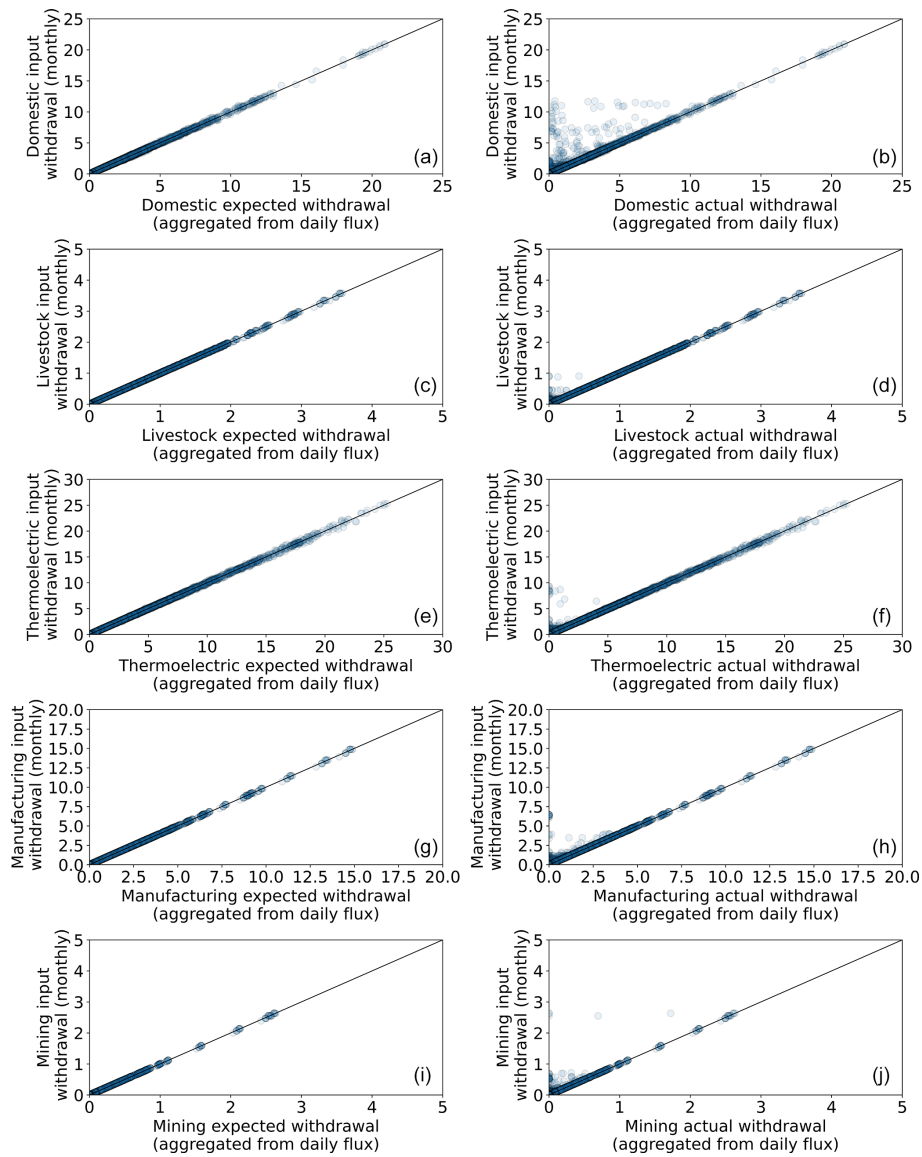 25
20
15
10
5
0
Domestic input
withdrawal (monthly)
(a)
0 5 10 15 20 25
Domestic expected withdrawal
(aggregated from daily flux)
25
20
15
10
5
0
Domestic input
withdrawal (monthly)
(b)
0 5 10 15 20 25
Domestic actual withdrawal
(aggregated from daily flux)
5
4
3
2
1
0
Livestock input
withdrawal (monthly)
(c)
0 1 2 3 4 5
Livestock expected withdrawal
(aggregated from daily flux)
5
4
3
2
1
0
Livestock input
withdrawal (monthly)
(d)
0 1 2 3 4 5
Livestock actual withdrawal
(aggregated from daily flux)
30
25
20
15
10
5
0
Thermoelectric input
withdrawal (monthly)
(e)
0 5 10 15 20 25 30
Thermoelectric expected withdrawal
(aggregated from daily flux)
30
25
20
15
10
5
0
Thermoelectric input
withdrawal (monthly)
(f)
0 5 10 15 20 25 30
Thermoelectric actual withdrawal
(aggregated from daily flux)
20.0
17.5
15.0
12.5
10.0
7.5
5.0
2.5
0.0
Manufacturing input
withdrawal (monthly)
(g)
0.0 2.5 5.0 7.5 10.0 12.5 15.0 17.5 20.0
Manufacturing expected withdrawal
(aggregated from daily flux)
20.0
17.5
15.0
12.5
10.0
7.5
5.0
2.5
0.0
Manufacturing input
withdrawal (monthly)
(h)
0.0 2.5 5.0 7.5 10.0 12.5 15.0 17.5 20.0
Manufacturing actual withdrawal
(aggregated from daily flux)
5
4
3
2
1
0
Mining input
withdrawal (monthly)
(i)
0 1 2 3 4 5
Mining expected withdrawal
(aggregated from daily flux)
5
4
3
2
1
0
Mining input
withdrawal (monthly)
(j)
0 1 2 3 4 5
Mining actual withdrawal
(aggregated from daily flux)